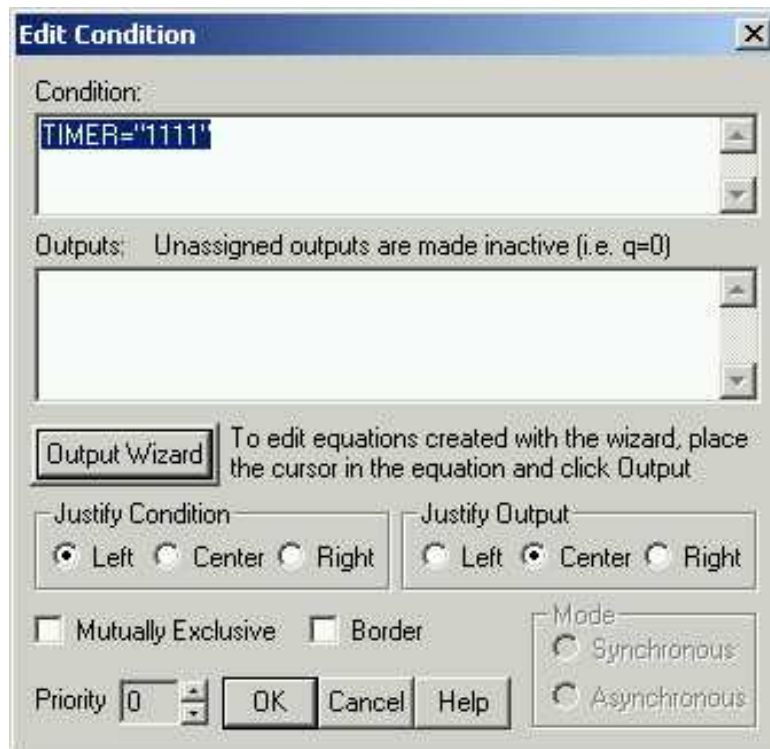 Edit Condition
Condition:
TIMER="1111"
Outputs: Unassigned outputs are made inactive (i.e. q=0)
Output Wizard
To edit equations created with the wizard, place
the cursor in the equation and click Output
Justify Condition
Left Center Right
Justify Output
Left Center Right
Mutually Exclusive Border
Mode
Synchronous
Asynchronous
Priority 0 OK Cancel Help